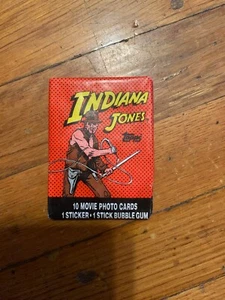 INDIANA
JONES
Topps
10 MOVIE PHOTO CARDS
1 STICKER • 1 STICK BUBBLE GUM